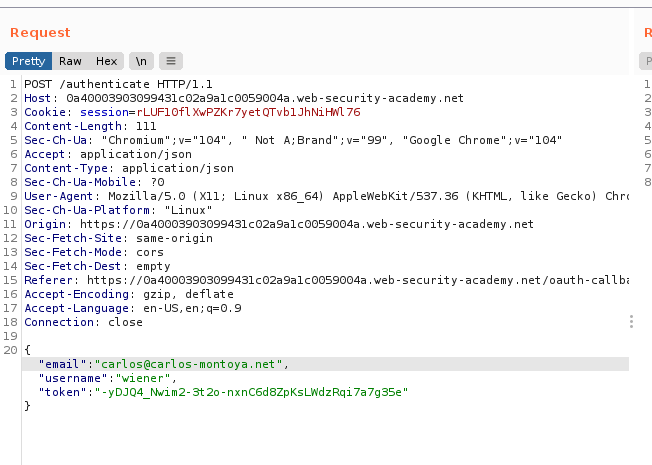 Request
R
Pretty Raw Hex \n
P
1 POST /authenticate HTTP/1.1
2 Host: 0a40003903099431c02a9a1c0059004a.web-security-academy.net
3 Cookie: session=rLUF10flXwPZKr7yetQTvb1JhNiHWl76
4 Content-Length: 111
5 Sec-Ch-Ua: "Chromium";v="104", " Not A;Brand";v="99", "Google Chrome";v="104"
6 Accept: application/json
7 Content-Type: application/json
8 Sec-Ch-Ua-Mobile: ?0
9 User-Agent: Mozilla/5.0 (X11; Linux x86_64) AppleWebKit/537.36 (KHTML, like Gecko) Chro
10 Sec-Ch-Ua-Platform: "Linux"
11 Origin: https://0a40003903099431c02a9a1c0059004a.web-security-academy.net
12 Sec-Fetch-Site: same-origin
13 Sec-Fetch-Mode: cors
14 Sec-Fetch-Dest: empty
15 Referer: https://0a40003903099431c02a9a1c0059004a.web-security-academy.net/oauth-callba
16 Accept-Encoding: gzip, deflate
17 Accept-Language: en-US,en;q=0.9
18 Connection: close
19
20 {
"email":"carlos@carlos-montoya.net",
"username":"wiener",
"token":"-yDJQ4_Nwim2-3t2o-nxnC6d8ZpKsLWdzRqi7a7g35e"
}
1
2
3
4
5
6
7
8